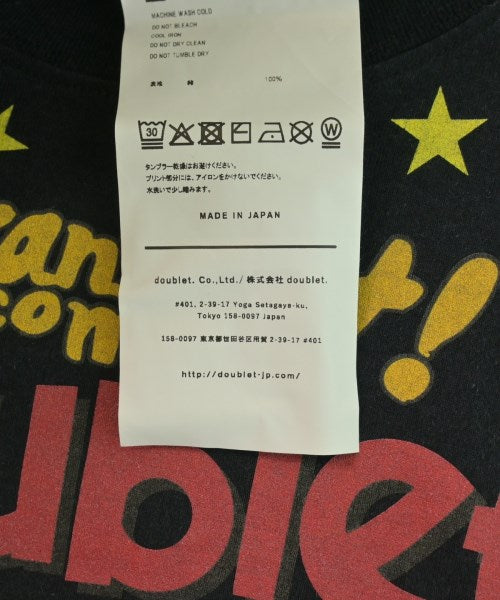 MACHINE WASH COLD
DO NOT BLEACH
COOL IRON
DO NOT DRY CLEAN
DO NOT TUMBLE DRY
表地 綿 100%
30 W
タンブラー乾燥はお避けください。
プリント部分には、アイロンをかけないでください。
水洗いで少し縮みます。
MADE IN JAPAN
doublet. Co.,Ltd./ 株式会社 doublet.
#401, 2-39-17 Yoga Setagaya-ku,
Tokyo 158-0097 Japan
158-0097 東京都世田谷区用賀 2-39-17 #401
http://doublet-jp.com/
t!
com
ublet